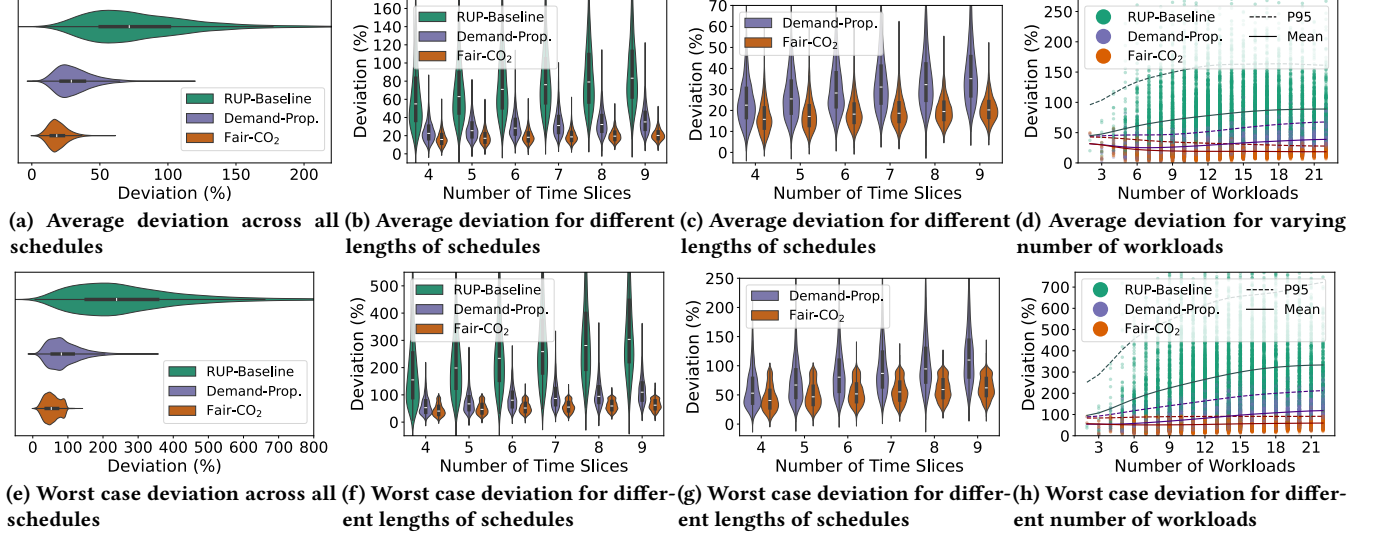 RUP-Baseline
Demand-Prop.
Fair-CO₂
0 50 100 150 200
Deviation (%)
(a) Average deviation across all
schedules
Deviation (%)
160
140
120
100
80
60
40
20
0
RUP-Baseline
Demand-Prop.
Fair-CO₂
4 5 6 7 8 9
Number of Time Slices
(b) Average deviation for different
lengths of schedules
Deviation (%)
70
60
50
40
30
20
10
0
Demand-Prop.
Fair-CO₂
4 5 6 7 8 9
Number of Time Slices
(c) Average deviation for different
lengths of schedules
Deviation (%)
250
200
150
100
50
0
RUP-Baseline
Demand-Prop.
Fair-CO₂
P95
Mean
3 6 9 12 15 18 21
Number of Workloads
(d) Average deviation for varying
number of workloads
RUP-Baseline
Demand-Prop.
Fair-CO₂
0 100 200 300 400 500 600 700 800
Deviation (%)
(e) Worst case deviation across all
schedules
Deviation (%)
500
400
300
200
100
0
RUP-Baseline
Demand-Prop.
Fair-CO₂
4 5 6 7 8 9
Number of Time Slices
(f) Worst case deviation for differ-
ent lengths of schedules
Deviation (%)
250
200
150
100
50
0
Demand-Prop.
Fair-CO₂
4 5 6 7 8 9
Number of Time Slices
(g) Worst case deviation for differ-
ent lengths of schedules
Deviation (%)
700
600
500
400
300
200
100
0
RUP-Baseline
Demand-Prop.
Fair-CO₂
P95
Mean
3 6 9 12 15 18 21
Number of Workloads
(h) Worst case deviation for differ-
ent number of workloads